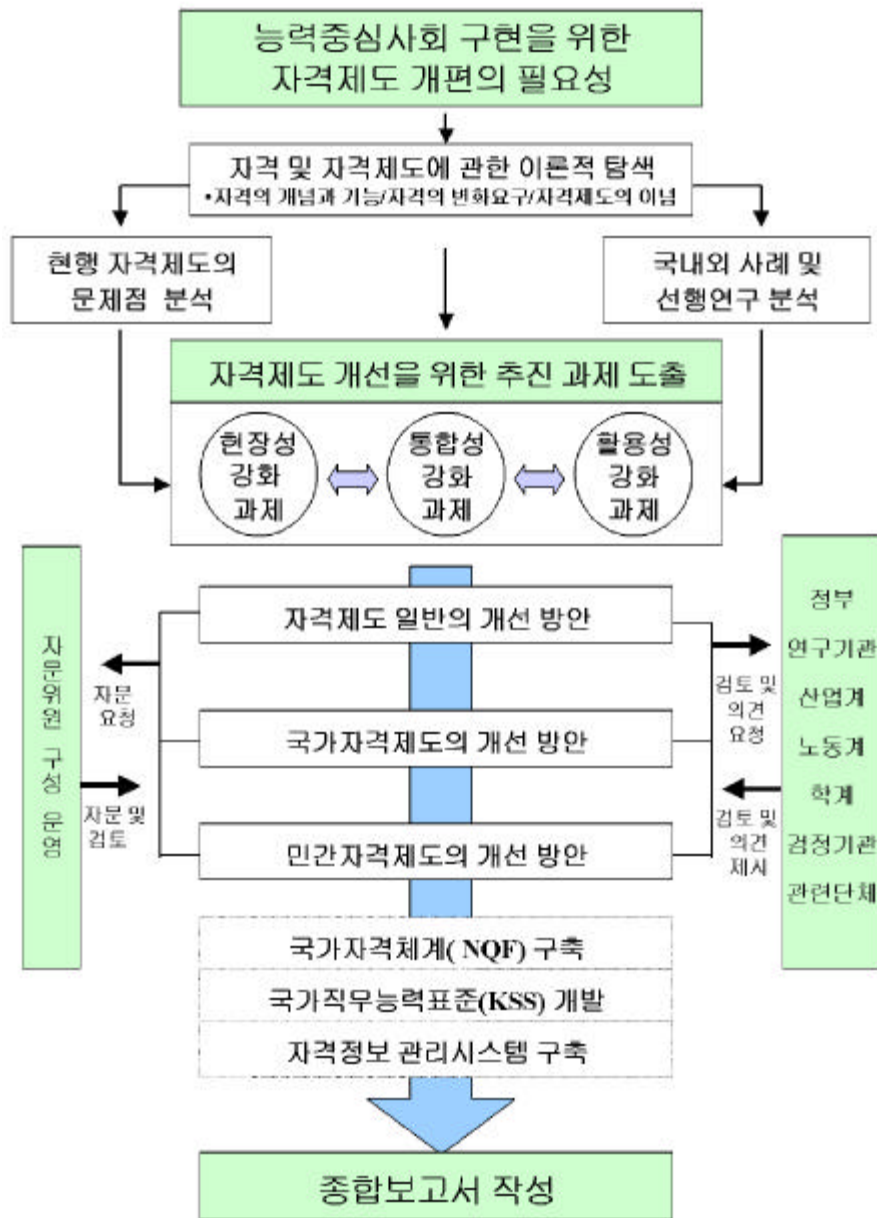 능력중심사회 구현을 위한
자격제도 개편의 필요성
자격 및 자격제도에 관한 이론적 탐색
•자격의 개념과 기능/자격의 변화요구/자격제도의 이념
현행 자격제도의
문제점 분석
국내외 사례 및
선행연구 분석
자격제도 개선을 위한 추진 과제 도출
현장성
강화
과제
통합성
강화
과제
활용성
강화
과제
자문위원 구성 운영
자문
요청
자문 및
검토
자격제도 일반의 개선 방안
국가자격제도의 개선 방안
민간자격제도의 개선 방안
검토 및
의견
요청
검토 및
의견
제시
정부
연구기관
산업계
노동계
학계
검정기관
관련단체
국가자격체계( NQF) 구축
국가직무능력표준(KSS) 개발
자격정보 관리시스템 구축
종합보고서 작성